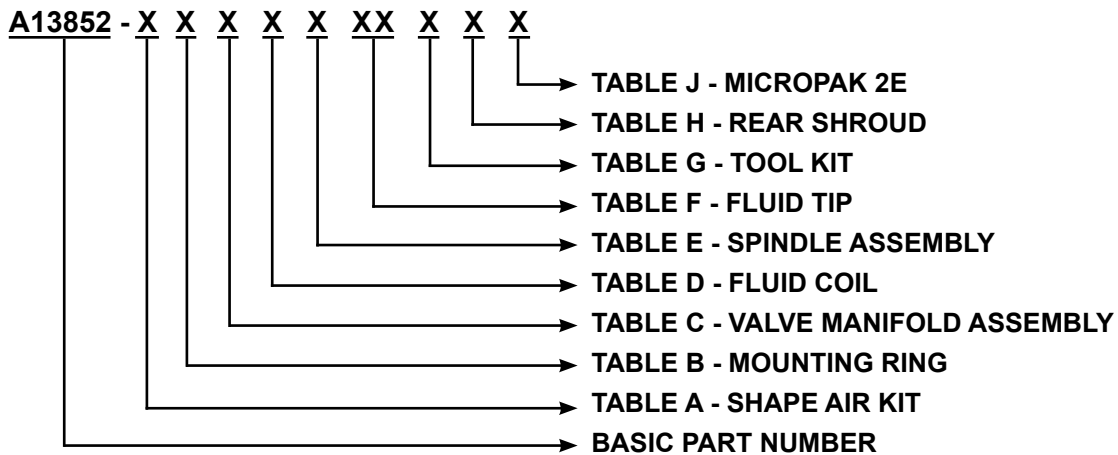 A13852 - X X X X X XX X X X
TABLE J - MICROPAK 2E
TABLE H - REAR SHROUD
TABLE G - TOOL KIT
TABLE F - FLUID TIP
TABLE E - SPINDLE ASSEMBLY
TABLE D - FLUID COIL
TABLE C - VALVE MANIFOLD ASSEMBLY
TABLE B - MOUNTING RING
TABLE A - SHAPE AIR KIT
BASIC PART NUMBER